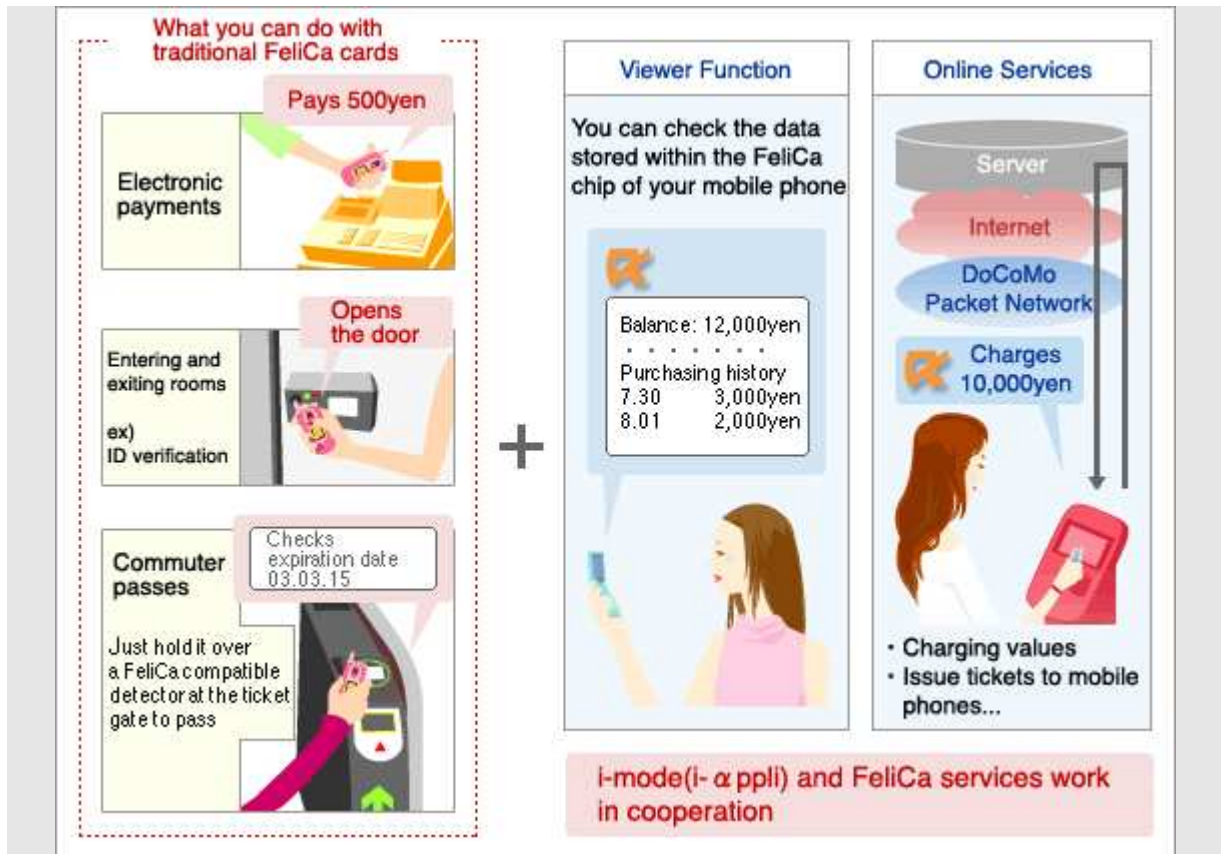 What you can do with
traditional FeliCa cards
Pays 500yen
Electronic
payments
Opens
the door
Entering and
exiting rooms
ex)
ID verification
Checks
expiration date
03.03.15
Commuter
passes
Just hold it over
a FeliCa compatible
detector at the ticket
gate to pass
+
Viewer Function
You can check the data
stored within the FeliCa
chip of your mobile phone
Balance: 12,000yen
. . . . . . .
Purchasing history
7.30 3,000yen
8.01 2,000yen
Online Services
Server
Internet
DoCoMo
Packet Network
Charges
10,000yen
・Charging values
・Issue tickets to mobile
phones...
i-mode(i-αppli) and FeliCa services work
in cooperation